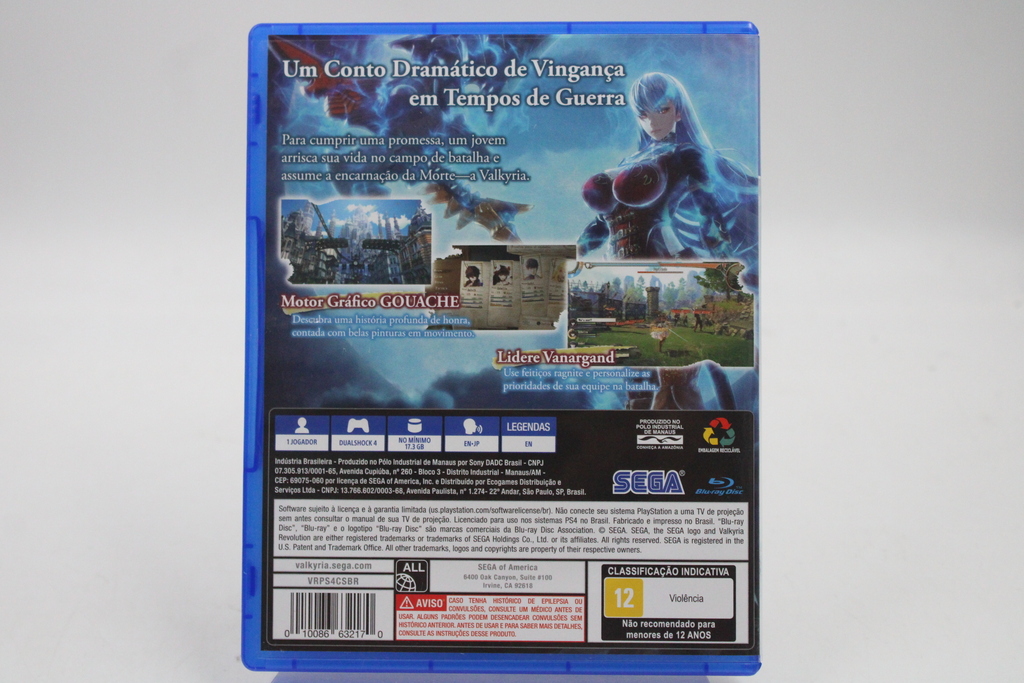 Um Conto Dramático de Vingança
em Tempos de Guerra
Para cumprir uma promessa, um jovem
arrisca sua vida no campo de batalha e
assume a encarnação da Morte—a Valkyria.
Motor Gráfico GOUACHE
Descubra uma história profunda de honra,
contada com belas pinturas em movimento.
Lidere Vanargand
Use feitiços ragnite e personalize as
prioridades de sua equipe na batalha.
1 JOGADOR
DUALSHOCK 4
NO MÍNIMO
17.3 GB
EN•JP
LEGENDAS
EN
PRODUZIDO NO
PÓLO INDUSTRIAL
DE MANAUS
CONHEÇA A AMAZÔNIA
EMBALAGEM RECICLÁVEL
Indústria Brasileira - Produzido no Pólo Industrial de Manaus por Sony DADC Brasil - CNPJ
07.305.913/0001-65, Avenida Cupiúba, nº 260 - Bloco 3 - Distrito Industrial - Manaus/AM -
CEP: 69075-060 por licença de SEGA of America, Inc. e Distribuido por Ecogames Distribuição e
Serviços Ltda - CNPJ: 13.766.602/0003-68, Avenida Paulista, n° 1.274- 22º Andar, São Paulo, SP, Brasil.
SEGA®
Blu-ray Disc
Software sujeito à licença e à garantia limitada (us.playstation.com/softwarelicense/br). Não conecte seu sistema PlayStation a uma TV de projeção
sem antes consultar o manual de sua TV de projeção. Licenciado para uso nos sistemas PS4 no Brasil. Fabricado e impresso no Brasil. "Blu-ray
Disc", "Blu-ray" e o logotipo "Blu-ray Disc" são marcas comerciais da Blu-ray Disc Association. © SEGA. SEGA, the SEGA logo and Valkyria
Revolution are either registered trademarks or trademarks of SEGA Holdings Co., Ltd. or its affiliates. All rights reserved. SEGA is registered in the
U.S. Patent and Trademark Office. All other trademarks, logos and copyrights are property of their respective owners.
valkyria.sega.com
VRPS4CSBR
ALL
SEGA of America
6400 Oak Canyon, Suite #100
Irvine, CA 92618
0 10086 63217 0
AVISO CASO TENHA HISTÓRICO DE EPILEPSIA OU
CONVULSÕES, CONSULTE UM MÉDICO ANTES DE
USAR. ALGUNS PADRÕES PODEM DESENCADEAR CONVULSÕES SEM
HISTÓRICO ANTERIOR. ANTES DE USAR E PARA SABER MAIS DETALHES,
CONSULTE AS INSTRUÇÕES DESSE PRODUTO.
CLASSIFICAÇÃO INDICATIVA
12
Violência
Não recomendado para
menores de 12 ANOS